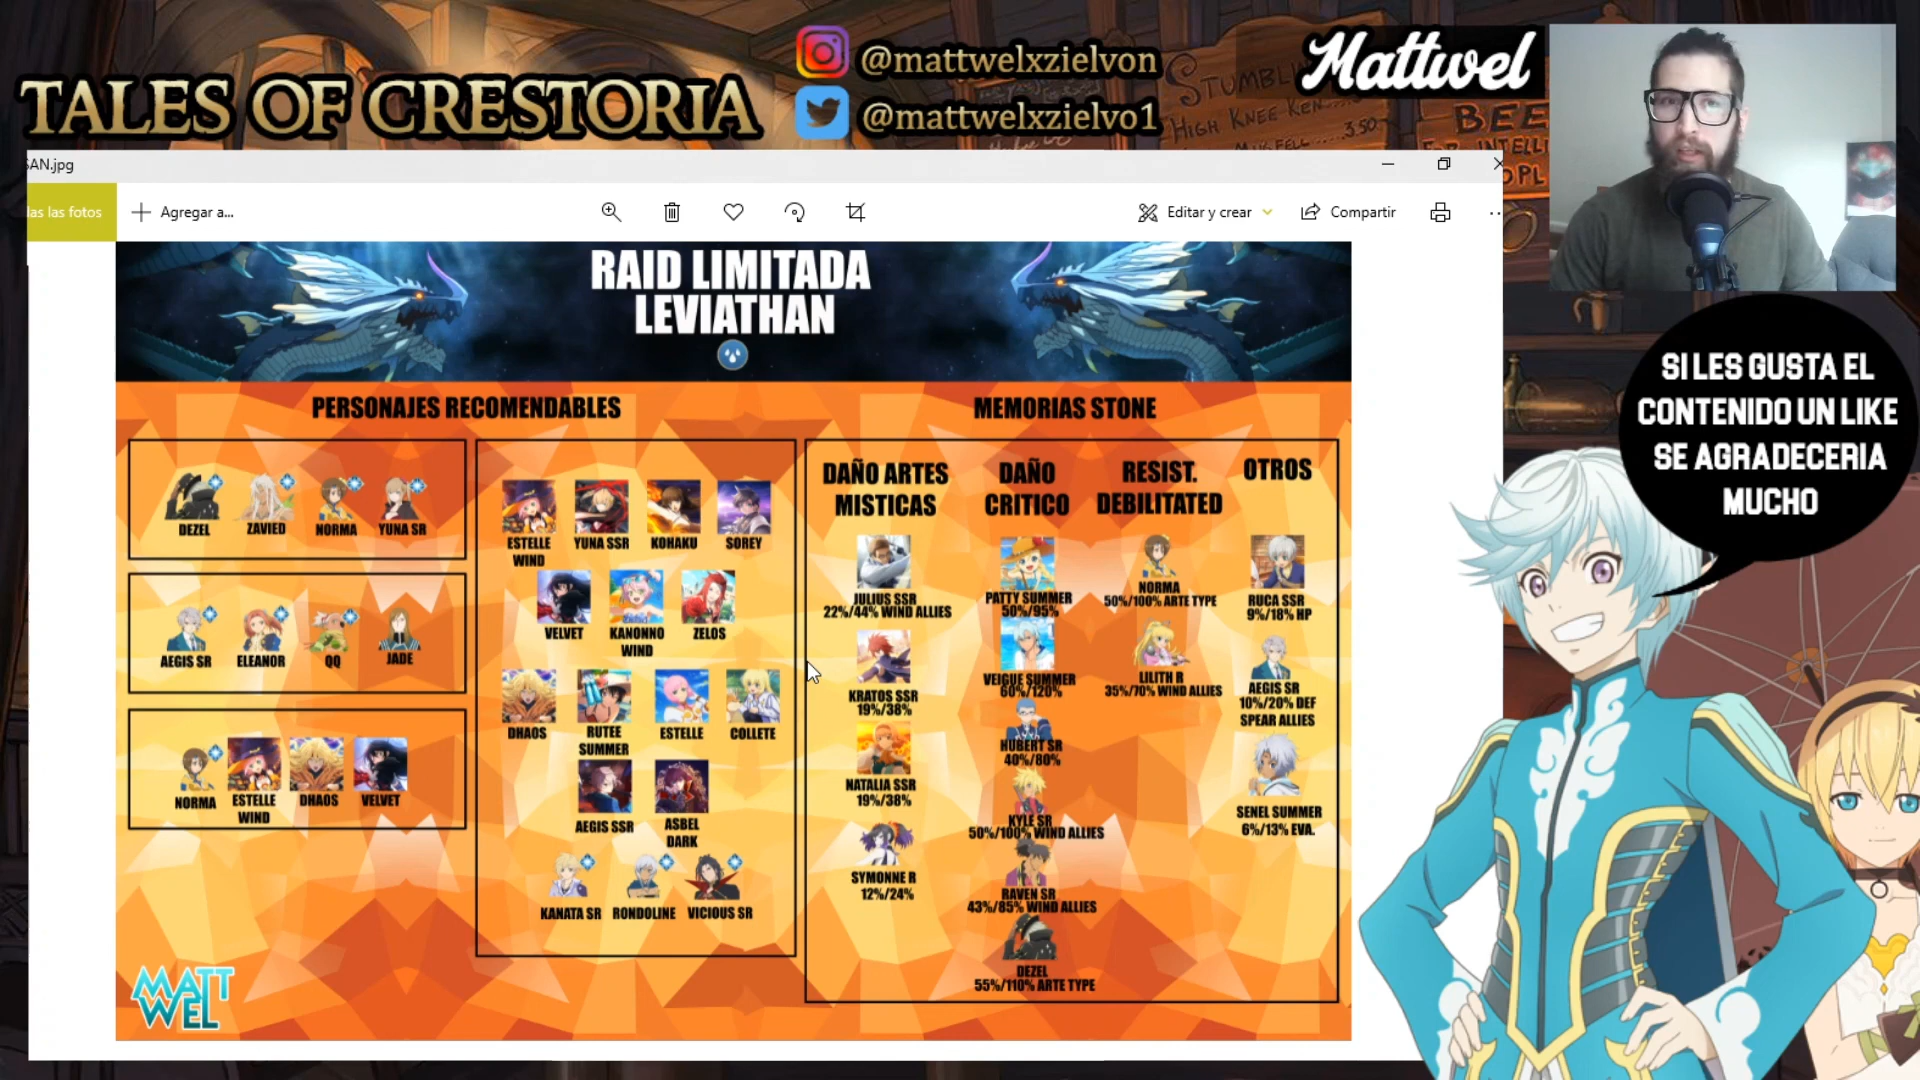 TALES OF CRESTORIA
@mattwelxzielvon
@mattwelxzielvo1
Mattwel
STUMBLI
HIGH KNEE KEN
3.50
BEE
SAN.jpg
las las fotos
Agregar a...
Editar y crear
Compartir
RAID LIMITADA
LEVIATHAN
PERSONAJES RECOMENDABLES
DEZEL
ZAVIED
NORMA
YUNA SR
AEGIS SR
ELEANOR
QQ
JADE
NORMA
ESTELLE
WIND
DHAOS
VELVET
ESTELLE
WIND
YUNA SSR
KOHAKU
SOREY
VELVET
KANONNO
WIND
ZELOS
DHAOS
RUTEE
SUMMER
ESTELLE
COLLETE
AEGIS SSR
ASBEL
DARK
KANATA SR
RONDOLINE
VICIOUS SR
MEMORIAS STONE
DAÑO ARTES
MISTICAS
JULIUS SSR
22%/44% WIND ALLIES
KRATOS SSR
19%/38%
NATALIA SSR
19%/38%
SYMONNE R
12%/24%
DAÑO
CRITICO
PATTY SUMMER
50%/95%
VEIGUE SUMMER
60%/120%
HUBERT SR
40%/80%
KYLE SR
50%/100% WIND ALLIES
RAVEN SR
43%/85% WIND ALLIES
DEZEL
55%/110% ARTE TYPE
RESIST.
DEBILITATED
NORMA
50%/100% ARTE TYPE
LILITH R
35%/70% WIND ALLIES
OTROS
RUCA SSR
9%/18% HP
AEGIS SR
10%/20% DEF
SPEAR ALLIES
SENEL SUMMER
6%/13% EVA.
MATT
WEL
SI LES GUSTA EL
CONTENIDO UN LIKE
SE AGRADECERIA
MUCHO